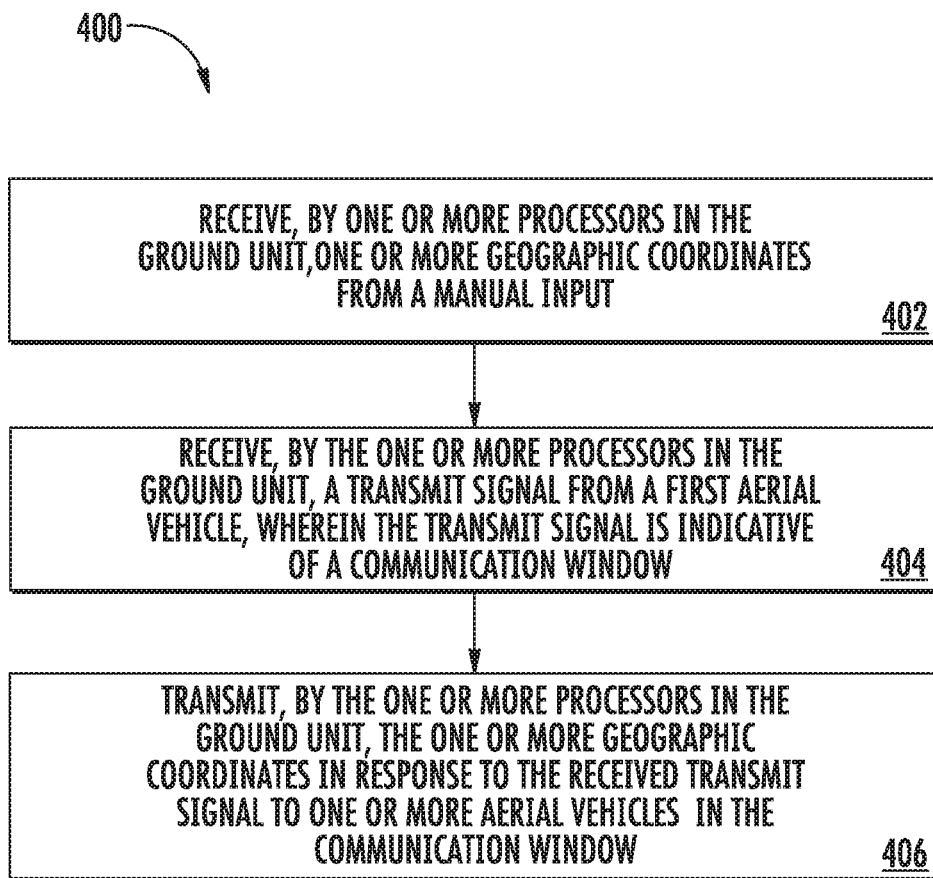 400
RECEIVE, BY ONE OR MORE PROCESSORS IN THE
GROUND UNIT,ONE OR MORE GEOGRAPHIC COORDINATES
FROM A MANUAL INPUT
402
RECEIVE, BY THE ONE OR MORE PROCESSORS IN THE
GROUND UNIT, A TRANSMIT SIGNAL FROM A FIRST AERIAL
VEHICLE, WHEREIN THE TRANSMIT SIGNAL IS INDICATIVE
OF A COMMUNICATION WINDOW
404
TRANSMIT, BY THE ONE OR MORE PROCESSORS IN THE
GROUND UNIT, THE ONE OR MORE GEOGRAPHIC
COORDINATES IN RESPONSE TO THE RECEIVED TRANSMIT
SIGNAL TO ONE OR MORE AERIAL VEHICLES IN THE
COMMUNICATION WINDOW
406